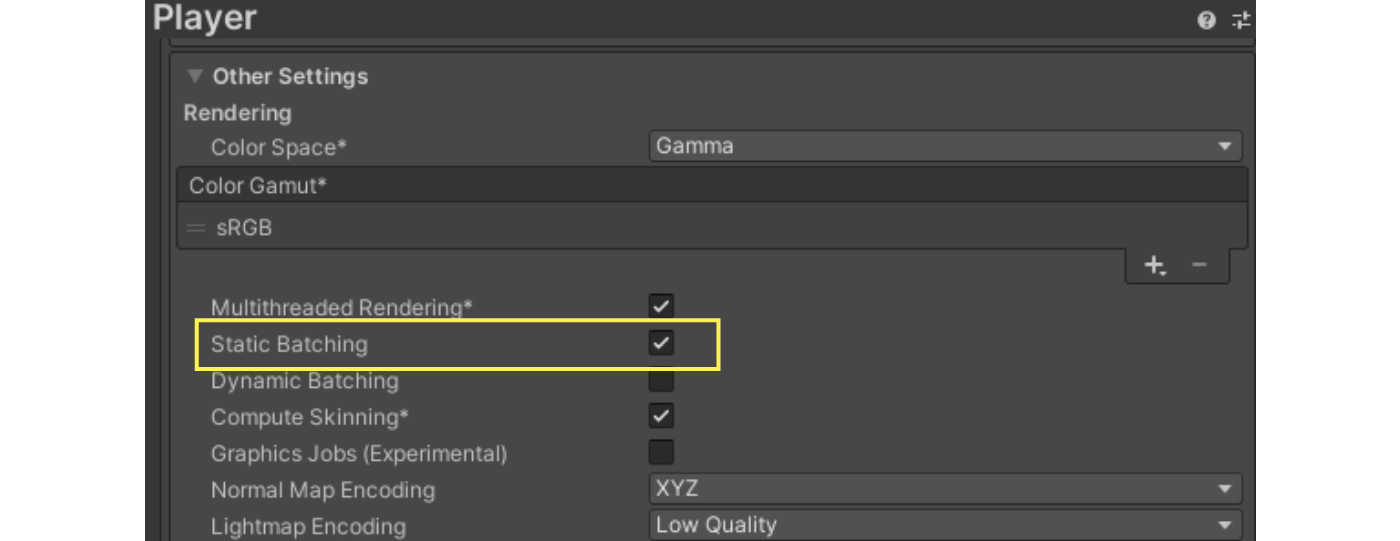 Player
Other Settings
Rendering
Color Space* Gamma
Color Gamut*
sRGB
Multithreaded Rendering*
Static Batching
Dynamic Batching
Compute Skinning*
Graphics Jobs (Experimental)
Normal Map Encoding XYZ
Lightmap Encoding Low Quality